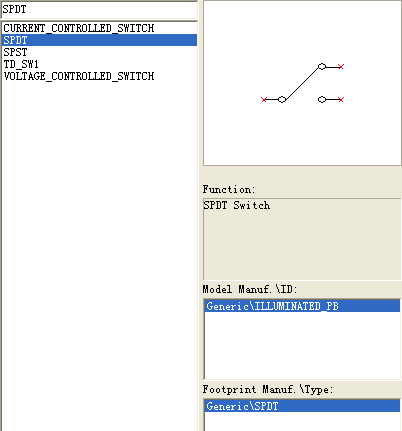 SPDT
CURRENT_CONTROLLED_SWITCH
SPDT
SPST
TD_SW1
VOLTAGE_CONTROLLED_SWITCH
Function:
SPDT Switch
Model Manuf.\ID:
Generic\ILLUMINATED_PB
Footprint Manuf.\Type:
Generic\SPDT